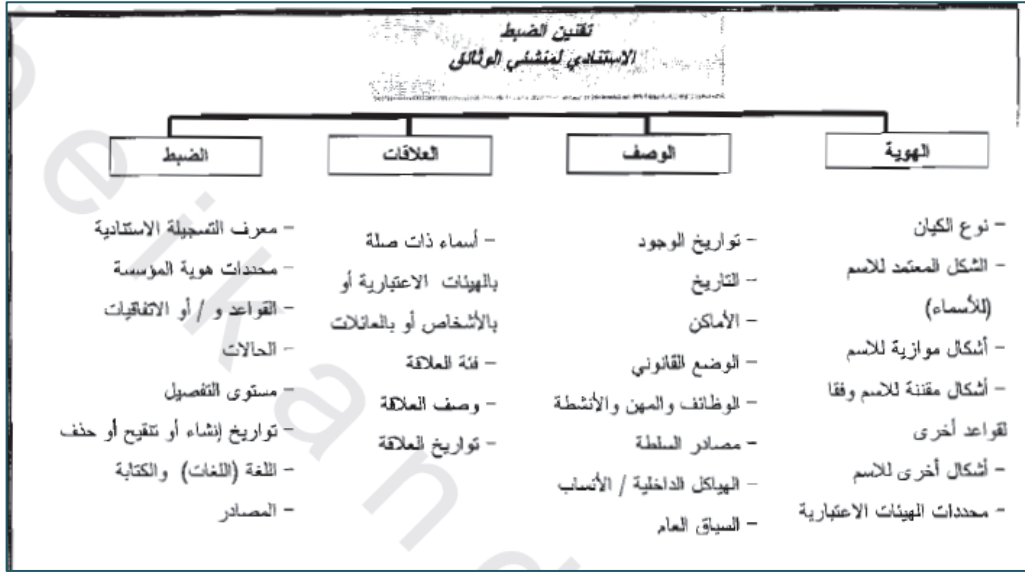 تقنين الضبط
الاستنادي لمنشئي الوثائق
الهوية
- نوع الكيان
- الشكل المعتمد للاسم
(للأسماء)
- أشكال موازية للاسم
- أشكال مقننة للاسم وفقا
لقواعد أخرى
- أشكال أخرى للاسم
- محددات الهيئات الاعتبارية
الوصف
- تواريخ الوجود
- التاريخ
- الأماكن
- الوضع القانوني
- الوظائف والمهن والأنشطة
- مصادر السلطة
- الهياكل الداخلية / الأنساب
- السياق العام
العلاقات
- أسماء ذات صلة
بالهيئات الاعتبارية أو
بالأشخاص أو بالعائلات
- فئة العلاقة
- وصف العلاقة
- تواريخ العلاقة
الضبط
- معرف التسجيلة الاستنادية
- محددات هوية المؤسسة
- القواعد و / أو الاتفاقيات
- الحالات
- مستوى التفصيل
- تواريخ إنشاء أو تنقيح أو حذف
- اللغة (اللغات) والكتابة
- المصادر